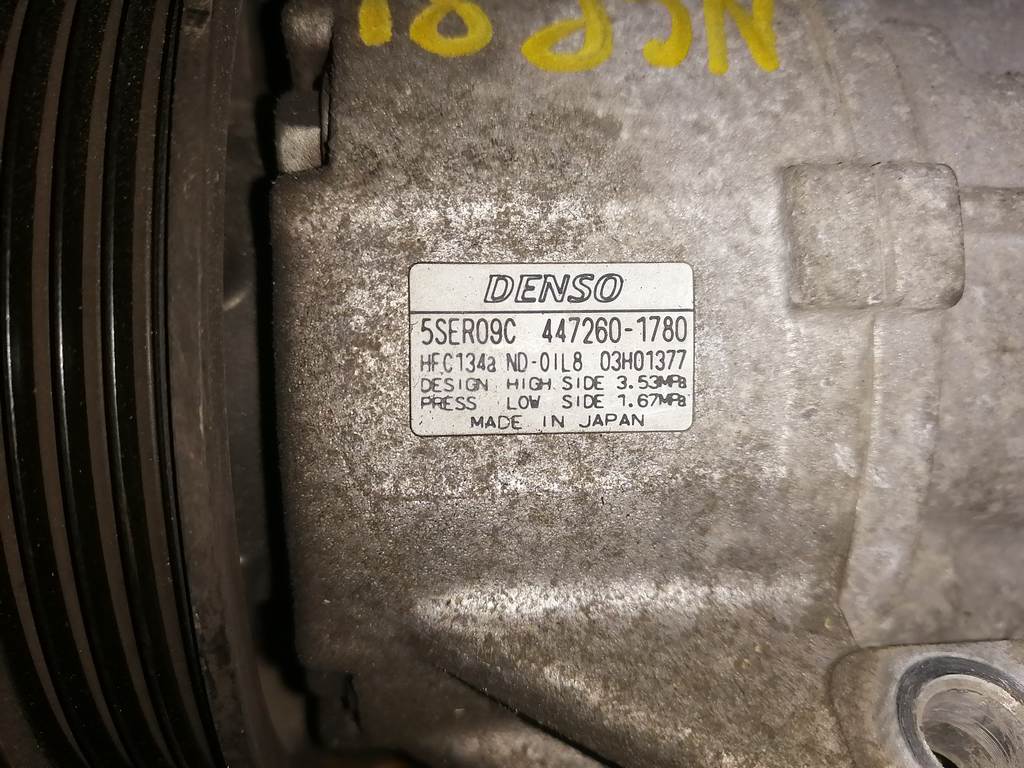 NCP81
DENSO
5SER09C 447260-1780
HFC134a ND-OIL8 03H01377
DESIGN HIGH SIDE 3.53MPa
PRESS LOW SIDE 1.67MPa
MADE IN JAPAN